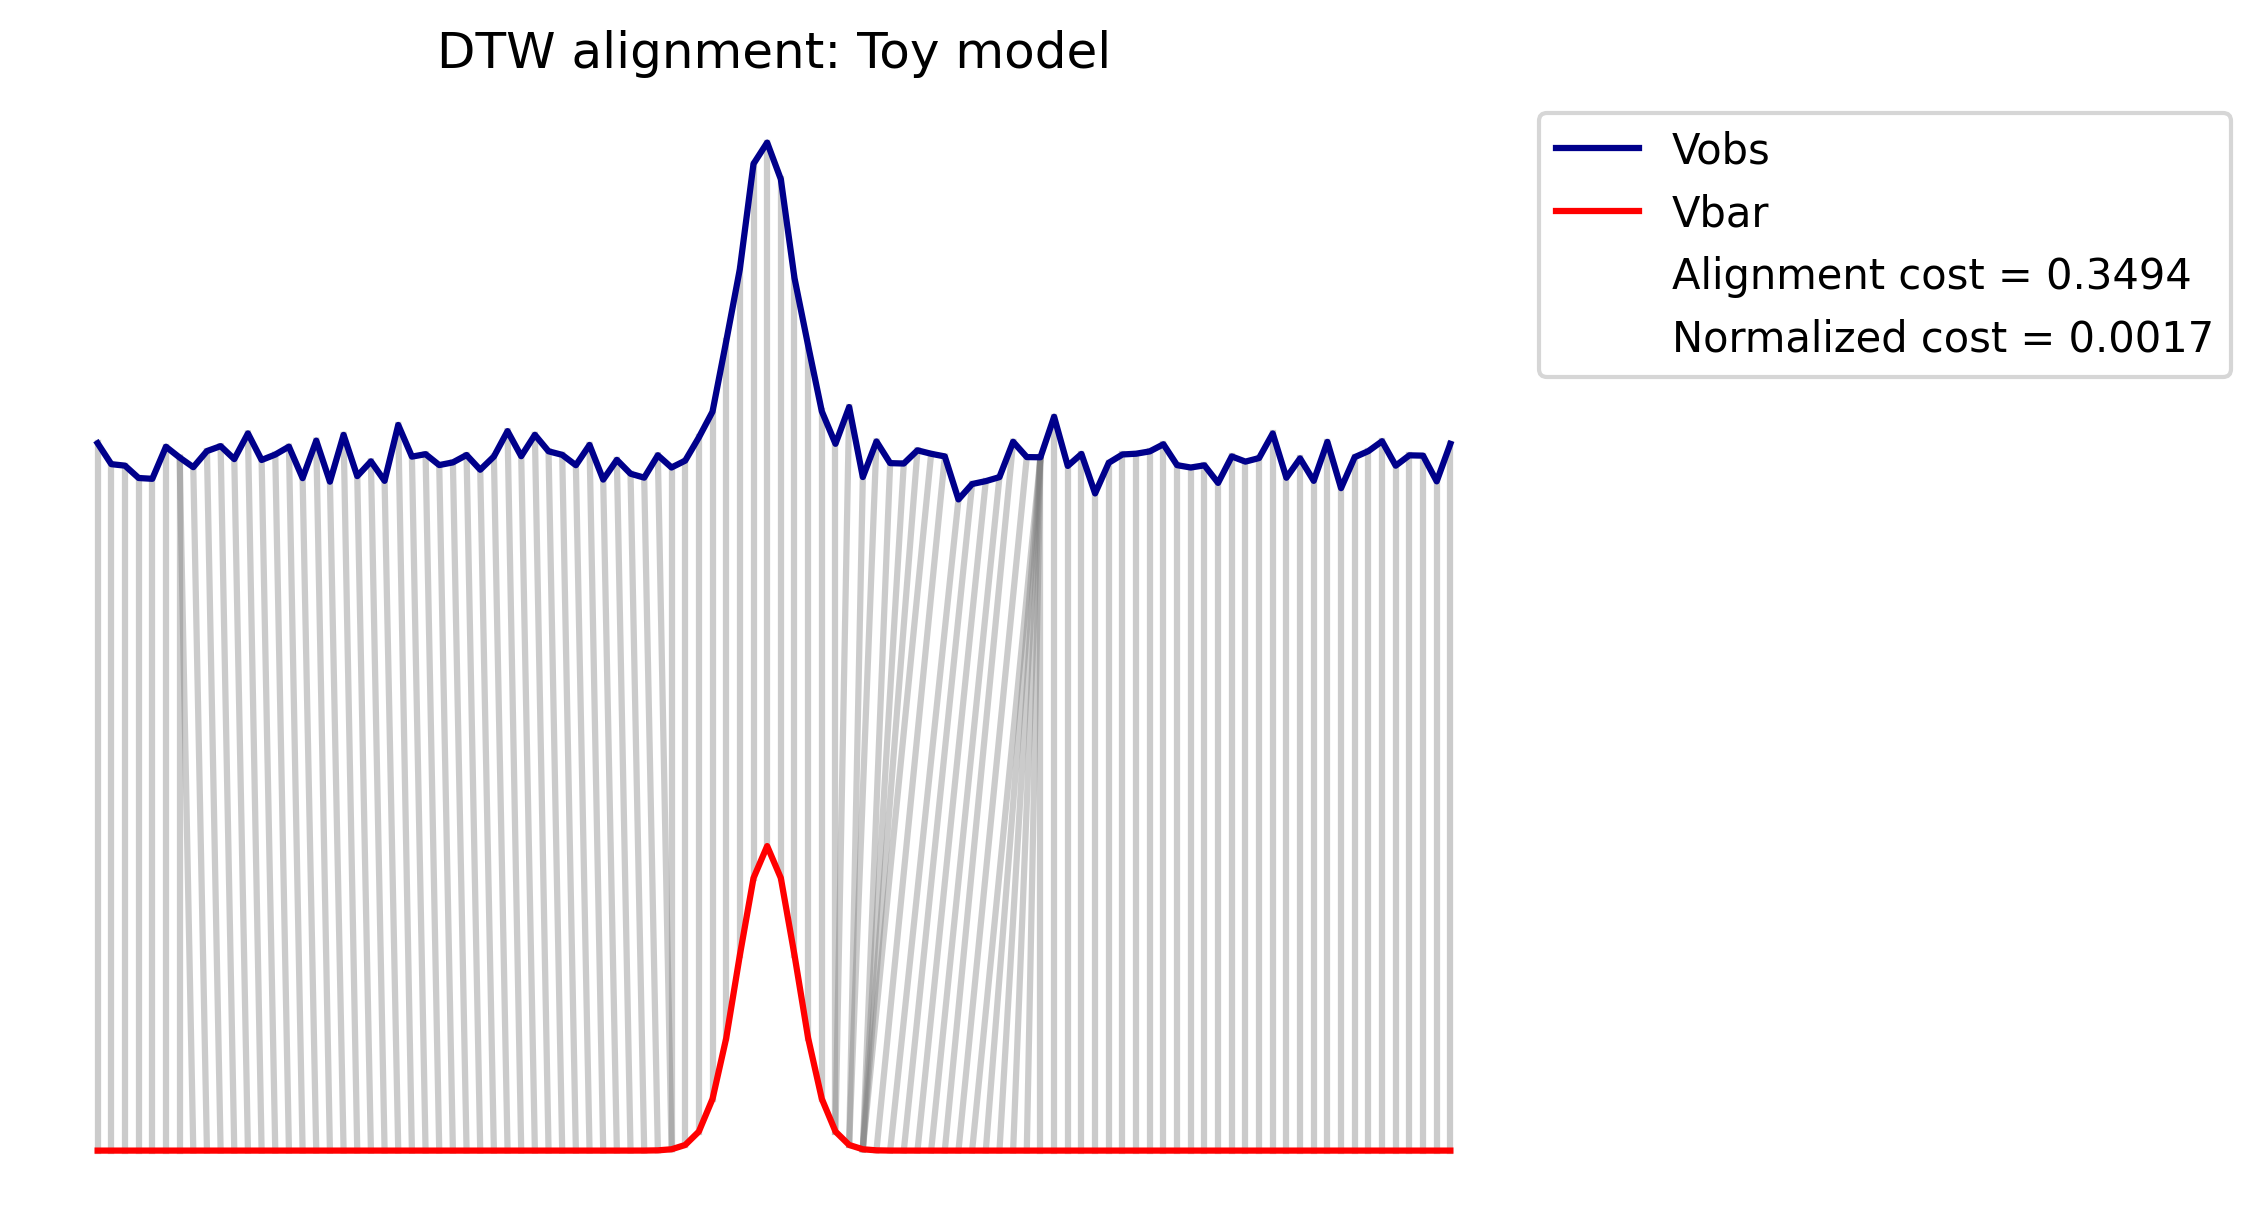 DTW alignment: Toy model
Vobs
Vbar
Alignment cost = 0.3494
Normalized cost = 0.0017